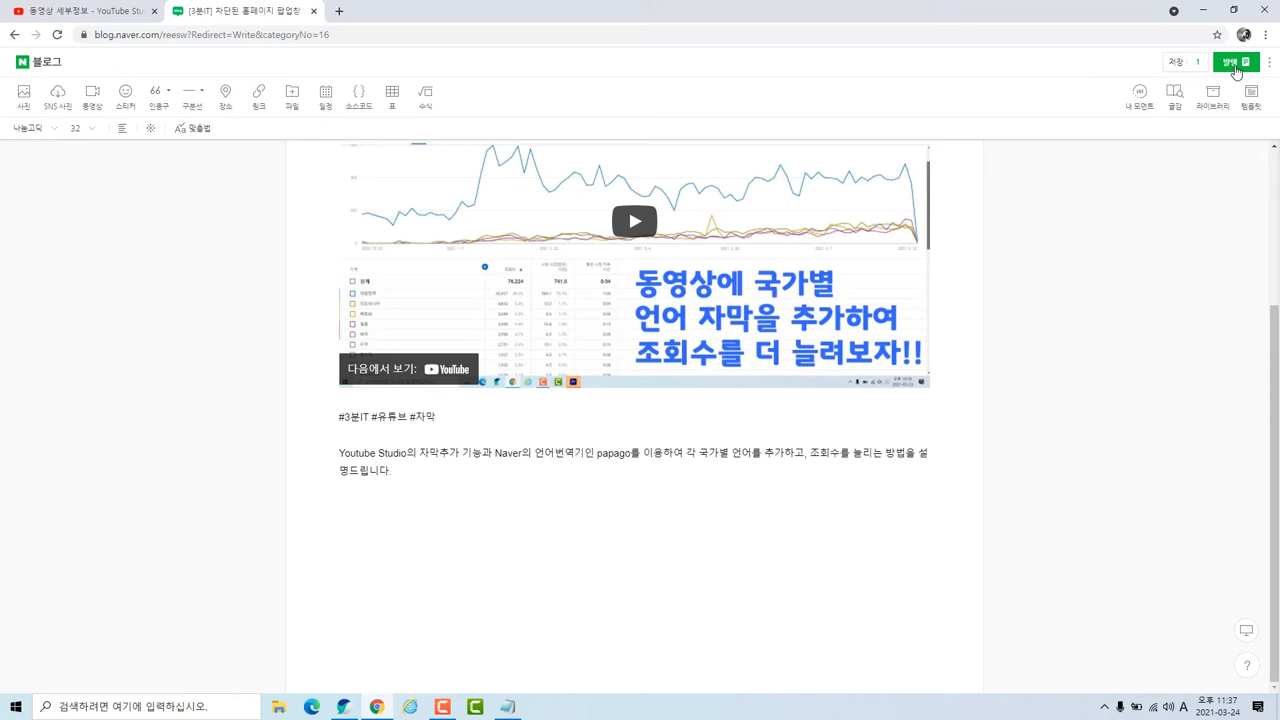 동영상 세부정보 - YouTube Stu
[3분IT] 차단된 홈페이지 팝업창
blog.naver.com/reesw?Redirect=Write&categoryNo=16
N 블로그
저장 1
발행
사진 SNS 사진 동영상 스티커 인용구 구분선 장소 링크 파일 일정 소스코드 표 수식
내 모먼트 글감 라이브러리 템플릿
나눔고딕 32 맞춤법
합계 76,224 741.0 0:34
동영상에 국가별
언어 자막을 추가하여
조회수를 더 늘려보자!!
다음에서 보기: YouTube
#3분IT #유튜브 #자막
Youtube Studio의 자막추가 기능과 Naver의 언어번역기인 papago를 이용하여 각 국가별 언어를 추가하고, 조회수를 늘리는 방법을 설
명드립니다.
?
검색하려면 여기에 입력하십시오.
A
오후 11:37
2021-03-24